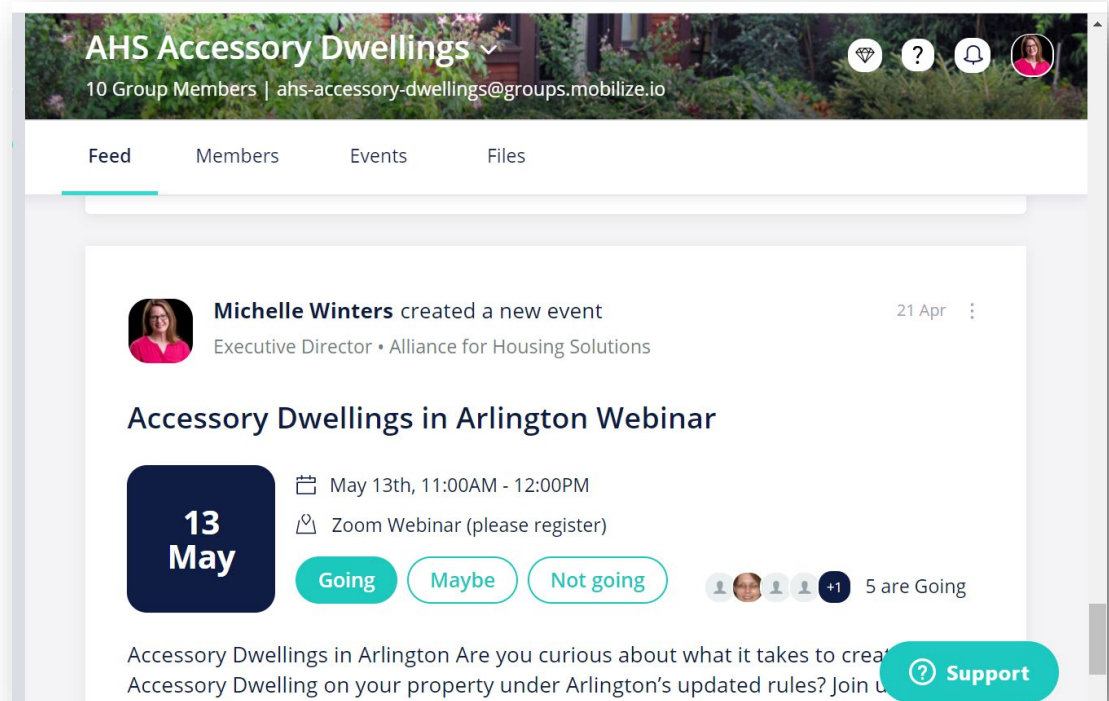 AHS Accessory Dwellings
?
10 Group Members | ahs-accessory-dwellings@groups.mobilize.io
Feed Members Events Files
Michelle Winters created a new event 21 Apr
Executive Director • Alliance for Housing Solutions
Accessory Dwellings in Arlington Webinar
13
May
May 13th, 11:00AM - 12:00PM
Zoom Webinar (please register)
Going Maybe Not going +1 5 are Going
Accessory Dwellings in Arlington Are you curious about what it takes to
Accessory Dwelling on your property under Arlington’s updated rules? Join
? Support